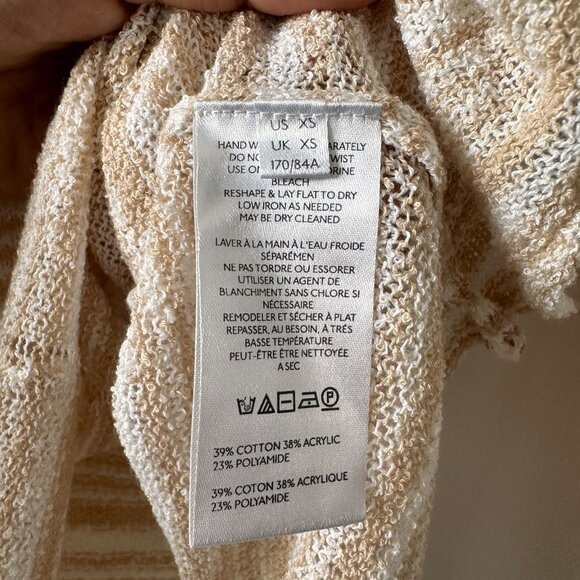 US XS
UK XS
170/84A
HAND W ARATELY
DO NO WIST
USE ON ORINE
BLEACH
RESHAPE & LAY FLAT TO DRY
LOW IRON AS NEEDED
MAY BE DRY CLEANED
LAVER À LA MAIN À L'EAU FROIDE
SÉPARÉMEN
NE PAS TORDRE OU ESSORER
UTILISER UN AGENT DE
BLANCHIMENT SANS CHLORE SI
NÉCESSAIRE
REMODELER ET SÉCHER À PLAT
REPASSER, AU BESOIN, À TRÉS
BASSE TEMPÉRATURE
PEUT-ÊTRE ÊTRE NETTOYÉE
A SEC
P
39% COTTON 38% ACRYLIC
23% POLYAMIDE
39% COTON 38% ACRYLIQUE
23% POLYAMIDE